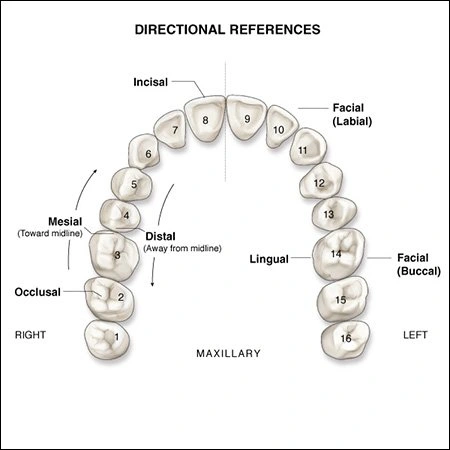 DIRECTIONAL REFERENCES
Incisal
Facial
(Labial)
8
9
7
10
6
11
5
12
4
13
Mesial
(Toward midline)
Distal
(Away from midline)
3
14
Lingual
Facial
(Buccal)
Occlusal
2
15
RIGHT
1
MAXILLARY
16
LEFT